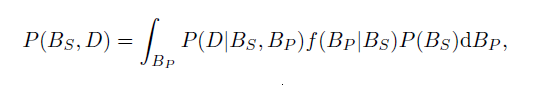 P(B_S, D) = ∫_{B_P} P(D|B_S, B_P) f(B_P|B_S) P(B_S) dB_P,